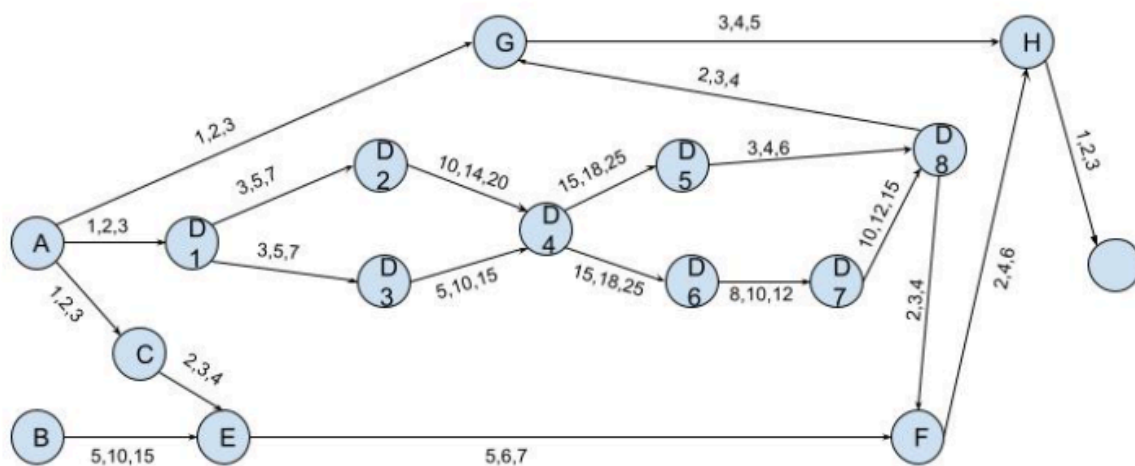 3,4,5
G
H
2,3,4
1,2,3
1,2,3
D
2
10,14,20
15,18,25
D
5
3,4,6
D
8
3,5,7
A
1,2,3
D
1
D
4
10,12,15
3,5,7
D
3
5,10,15
15,18,25
D
6
8,10,12
D
7
2,3,4
2,4,6
1,2,3
C
2,3,4
B
5,10,15
E
5,6,7
F